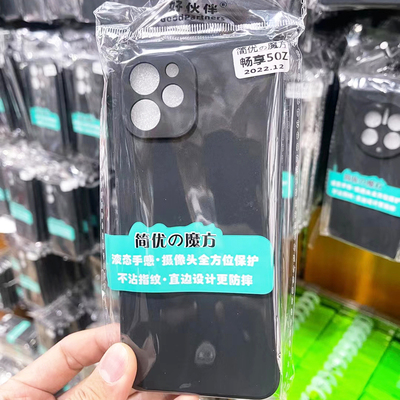 好伙伴
GoodPartners
简优の魔方
畅享50Z
2022.12
简优の魔方
液态手感·摄像头全方位保护
不沾指纹·直边设计更防摔